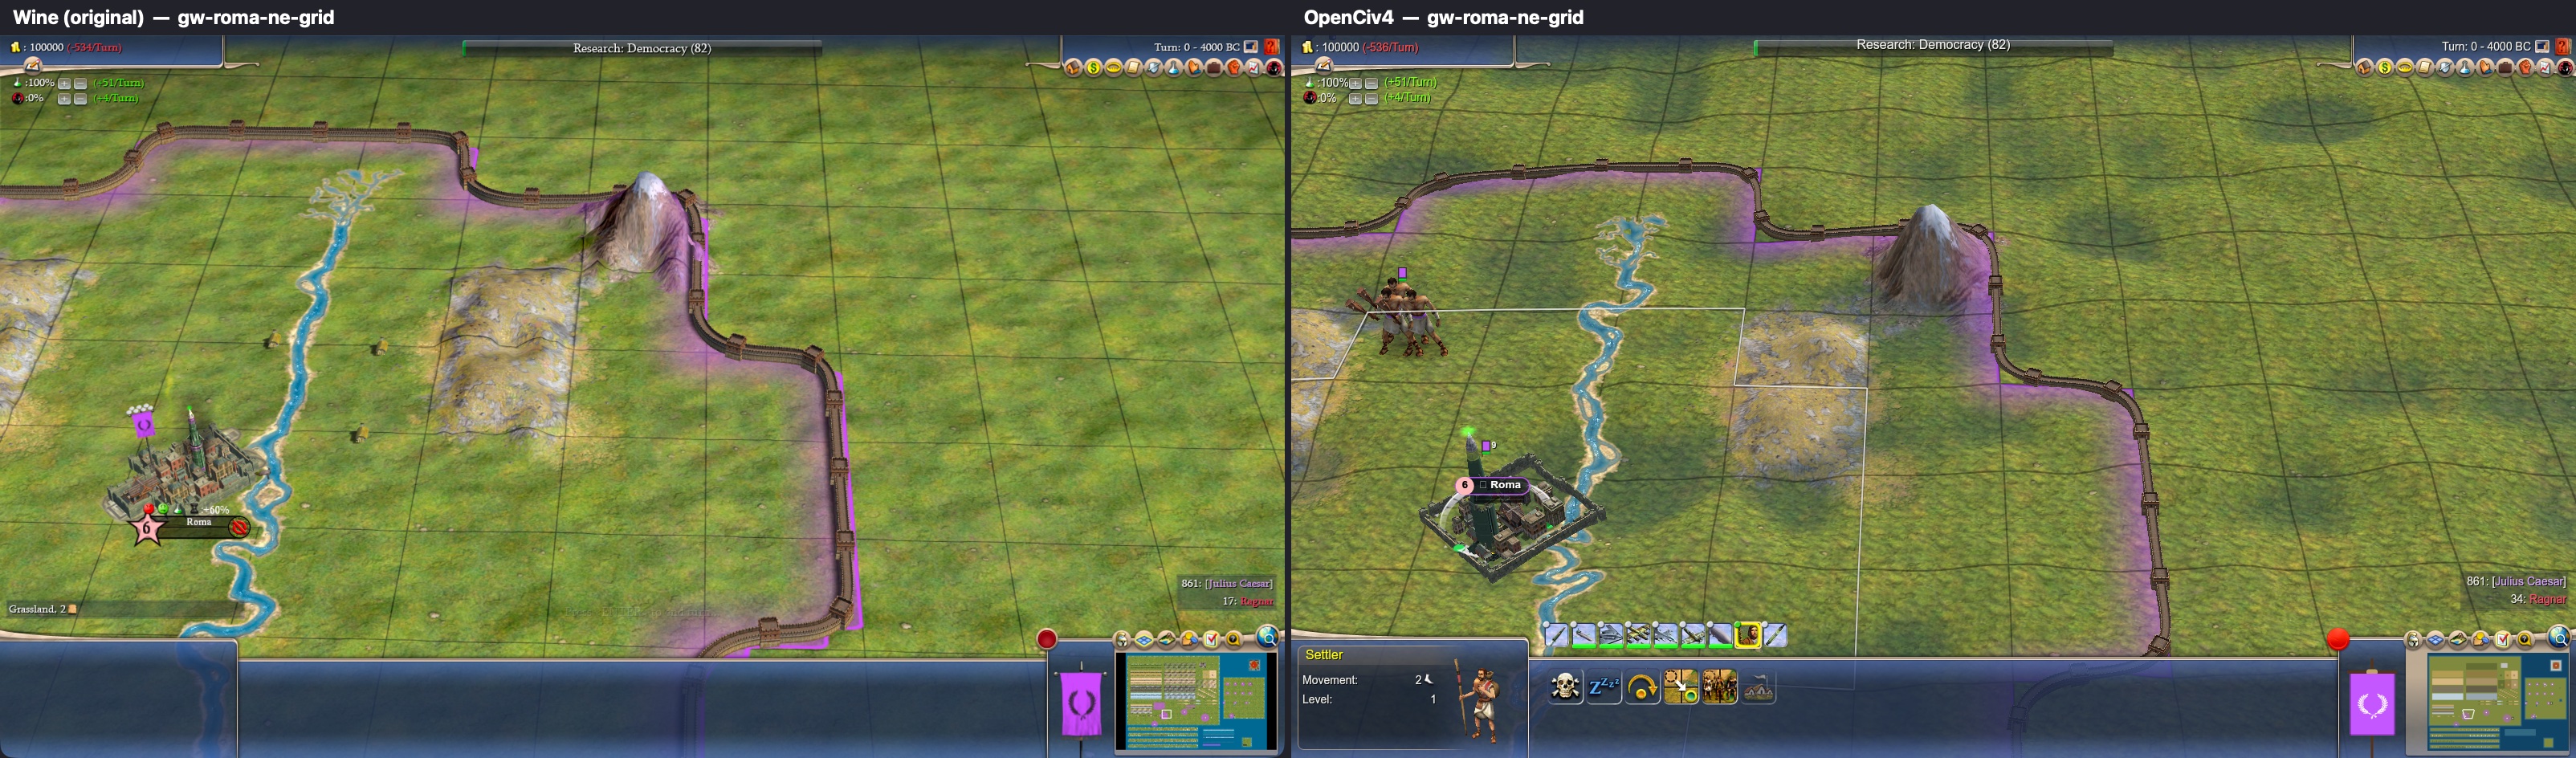 Wine (original) — gw-roma-ne-grid
: 100000 (-534/Turn)
Research: Democracy (82)
Turn: 0 - 4000 BC
:100% (+51/Turn)
:0% (+4/Turn)
+60%
6 Roma
861: [Julius Caesar]
17: Ragnar
Grassland, 2
OpenCiv4 — gw-roma-ne-grid
: 100000 (-536/Turn)
Research: Democracy (82)
Turn: 0 - 4000 BC
:100% (+51/Turn)
:0% (+4/Turn)
9
6 Roma
861: [Julius Caesar]
34: Ragnar
Settler
Movement: 2
Level: 1
ZZZZ